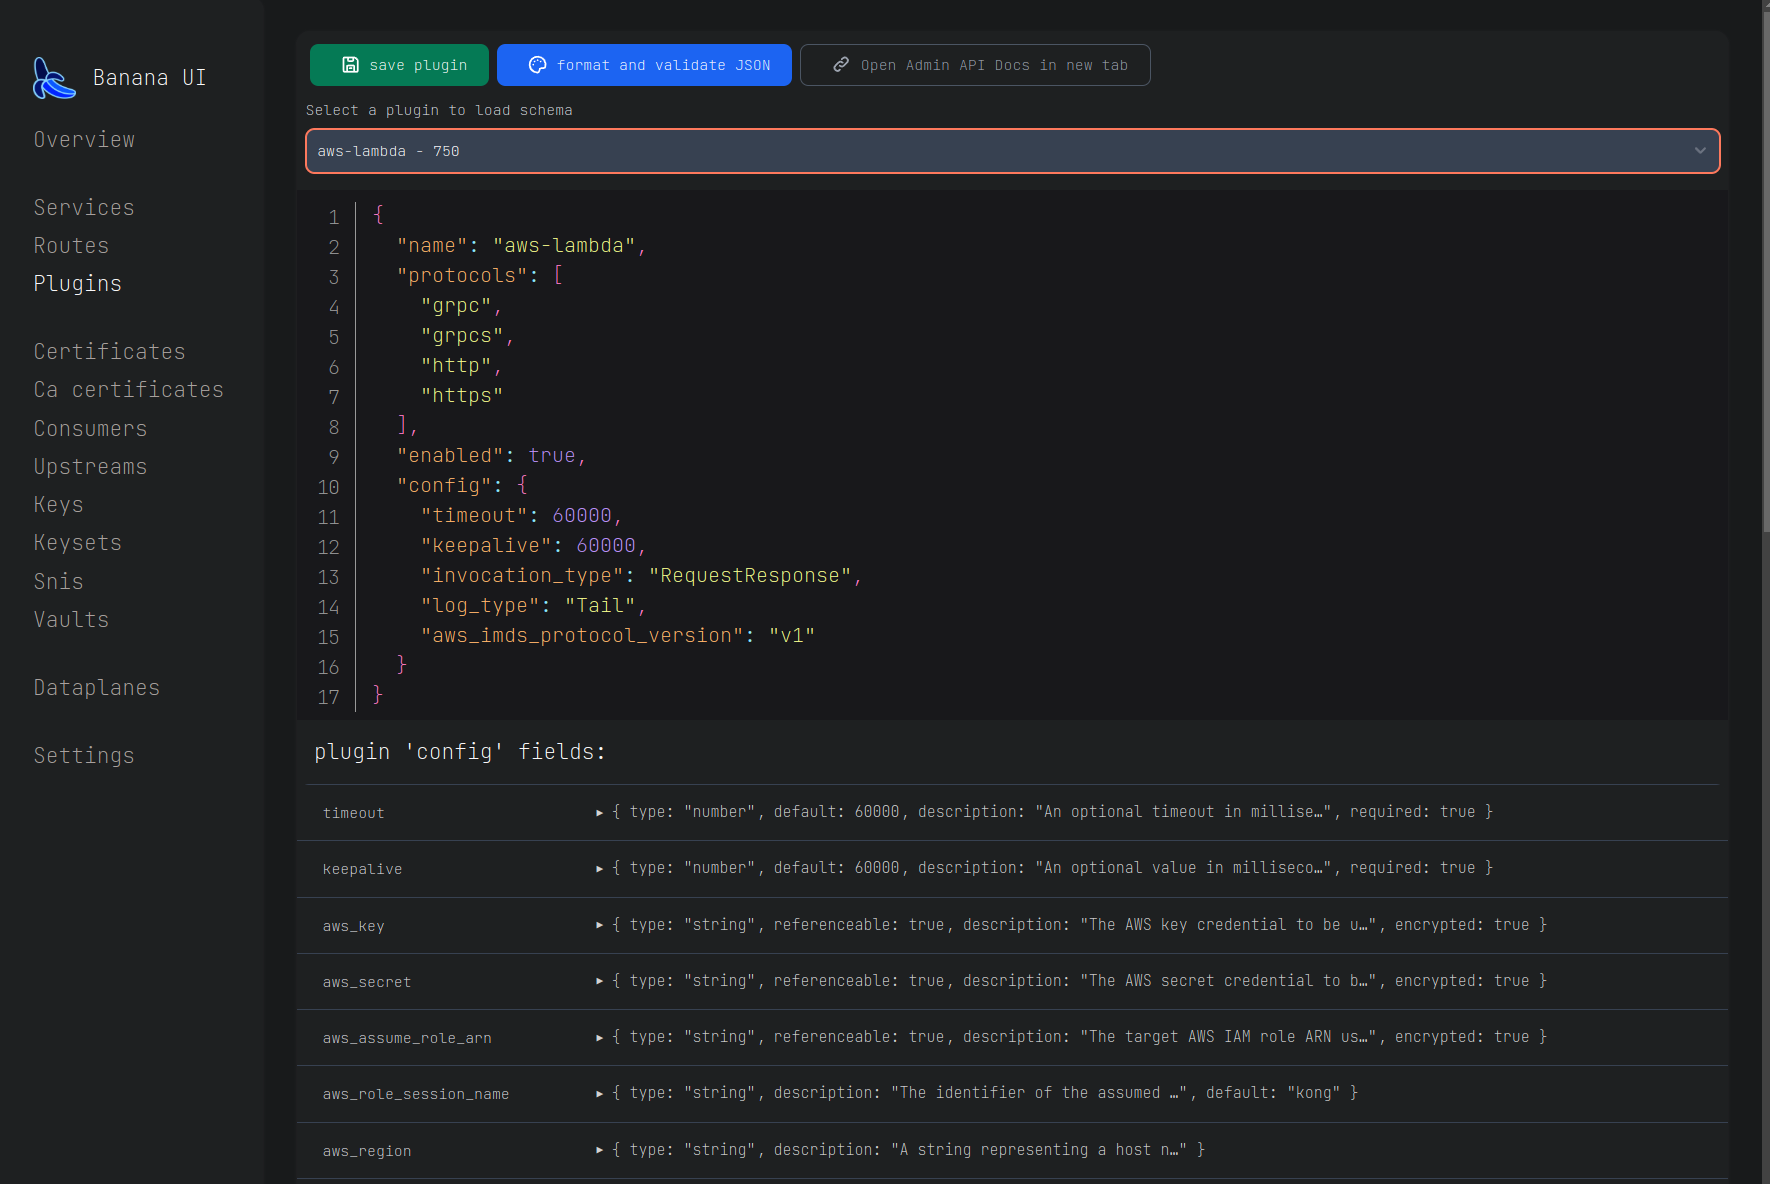 Banana UI
Overview
Services
Routes
Plugins
Certificates
Ca certificates
Consumers
Upstreams
Keys
Keysets
Snis
Vaults
Dataplanes
Settings
save plugin
format and validate JSON
Open Admin API Docs in new tab
Select a plugin to load schema
aws-lambda - 750
1 {
2 "name": "aws-lambda",
3 "protocols": [
4 "grpc",
5 "grpcs",
6 "http",
7 "https"
8 ],
9 "enabled": true,
10 "config": {
11 "timeout": 60000,
12 "keepalive": 60000,
13 "invocation_type": "RequestResponse",
14 "log_type": "Tail",
15 "aws_imds_protocol_version": "v1"
16 }
17 }
plugin 'config' fields:
timeout ▸ { type: "number", default: 60000, description: "An optional timeout in millise…", required: true }
keepalive ▸ { type: "number", default: 60000, description: "An optional value in milliseco…", required: true }
aws_key ▸ { type: "string", referenceable: true, description: "The AWS key credential to be u…", encrypted: true }
aws_secret ▸ { type: "string", referenceable: true, description: "The AWS secret credential to b…", encrypted: true }
aws_assume_role_arn ▸ { type: "string", referenceable: true, description: "The target AWS IAM role ARN us…", encrypted: true }
aws_role_session_name ▸ { type: "string", description: "The identifier of the assumed …", default: "kong" }
aws_region ▸ { type: "string", description: "A string representing a host n…" }